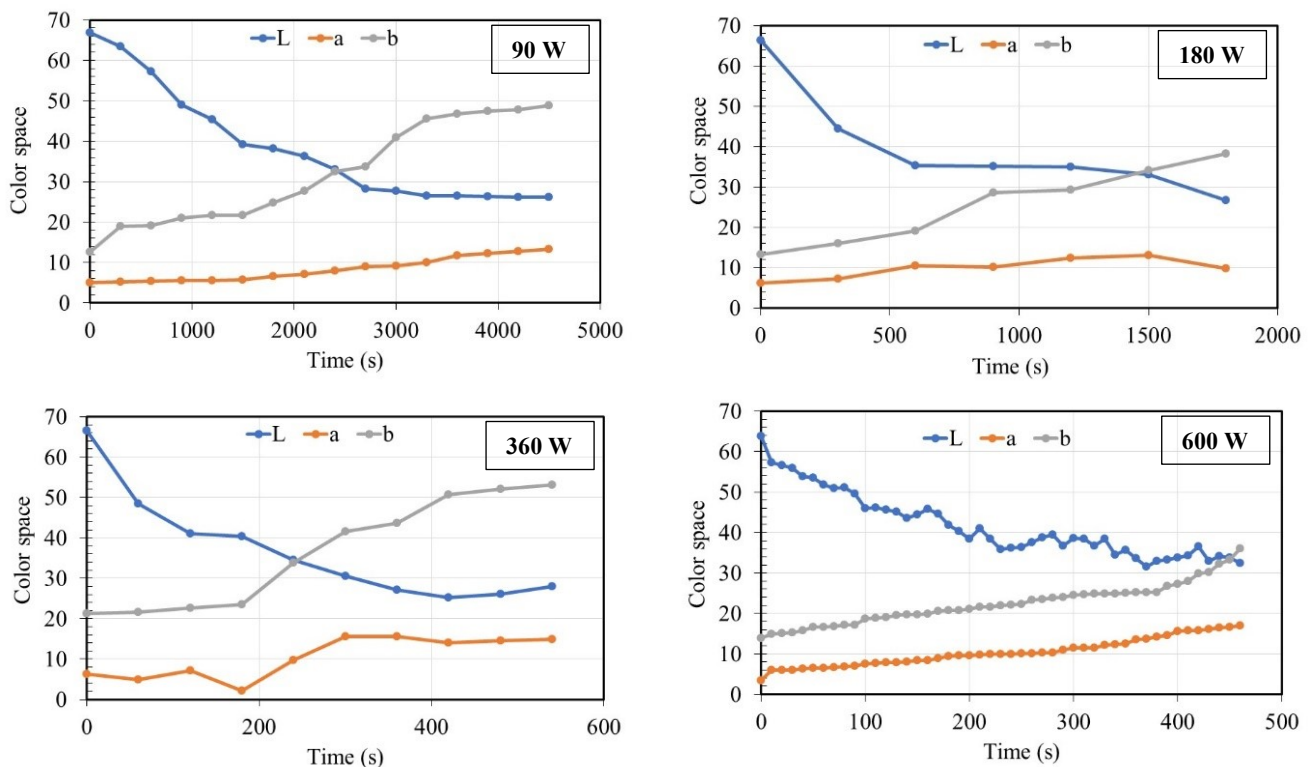 70
60
50
40
30
20
10
0
Color space
L a b
90 W
0 1000 2000 3000 4000 5000
Time (s)
70
60
50
40
30
20
10
0
Color space
L a b
180 W
0 500 1000 1500 2000
Time (s)
70
60
50
40
30
20
10
0
Color space
L a b
360 W
0 200 400 600
Time (s)
70
60
50
40
30
20
10
0
Color space
L a b
600 W
0 100 200 300 400 500
Time (s)